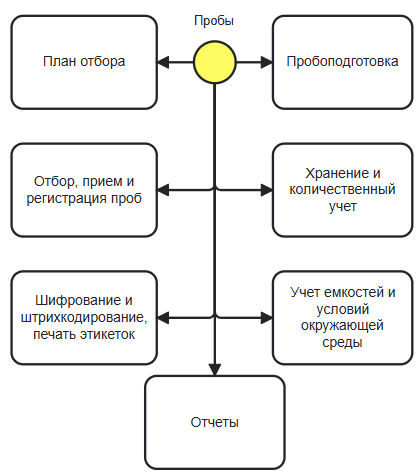 Пробы
План отбора
Пробоподготовка
Отбор, прием и
регистрация проб
Хранение и
количественный
учет
Шифрование и
штрихкодирование,
печать этикеток
Учет емкостей и
условий
окружающей
среды
Отчеты